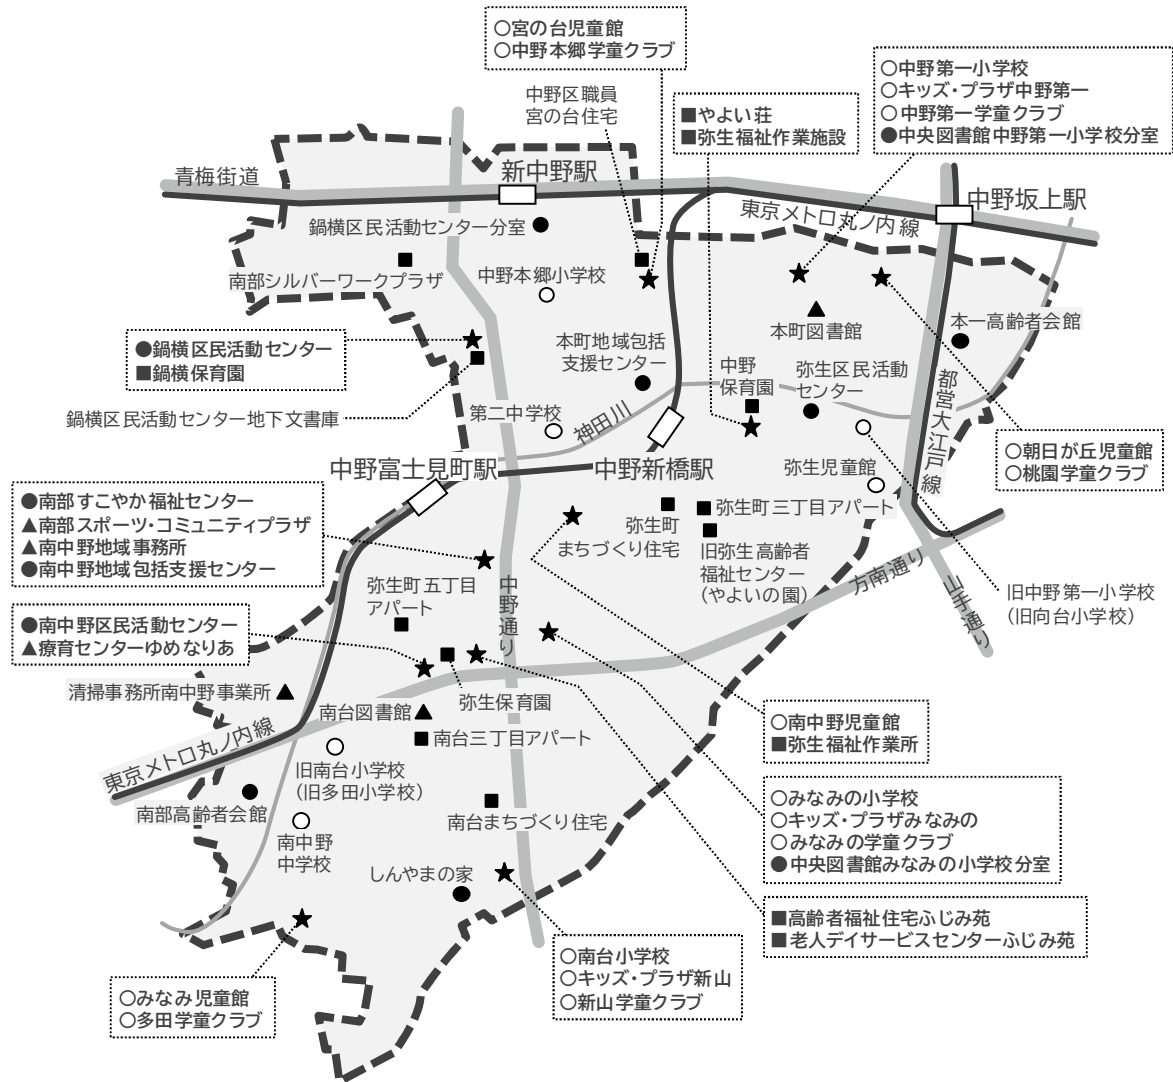 ○宮の台児童館
○中野本郷学童クラブ
中野区職員
宮の台住宅
■やよい荘
■弥生福祉作業施設
○中野第一小学校
○キッズ・プラザ中野第一
○中野第一学童クラブ
●中央図書館中野第一小学校分室
青梅街道
新中野駅
中野坂上駅
東京メトロ丸ノ内線
鍋横区民活動センター分室
南部シルバーワークプラザ
中野本郷小学校
本町図書館
本一高齢者会館
●鍋横区民活動センター
■鍋横保育園
本町地域包括
支援センター
中野
保育園
弥生区民活動
センター
都営大江戸線
鍋横区民活動センター地下文書庫
第二中学校
神田川
○朝日が丘児童館
○桃園学童クラブ
中野富士見町駅
中野新橋駅
弥生児童館
●南部すこやか福祉センター
▲南部スポーツ・コミュニティプラザ
▲南中野地域事務所
●南中野地域包括支援センター
弥生町
まちづくり住宅
弥生町三丁目アパート
旧弥生高齢者
福祉センター
(やよいの園)
方南通り
山手通り
旧中野第一小学校
(旧向台小学校)
弥生町五丁目
アパート
中野通り
●南中野区民活動センター
▲療育センターゆめなりあ
清掃事務所南中野事業所
弥生保育園
南台図書館
南台三丁目アパート
○南中野児童館
■弥生福祉作業所
東京メトロ丸ノ内線
旧南台小学校
(旧多田小学校)
南部高齢者会館
南中野
中学校
南台まちづくり住宅
○みなみの小学校
○キッズ・プラザみなみの
○みなみの学童クラブ
●中央図書館みなみの小学校分室
しんやまの家
■高齢者福祉住宅ふじみ苑
■老人デイサービスセンターふじみ苑
○南台小学校
○キッズ・プラザ新山
○新山学童クラブ
○みなみ児童館
○多田学童クラブ